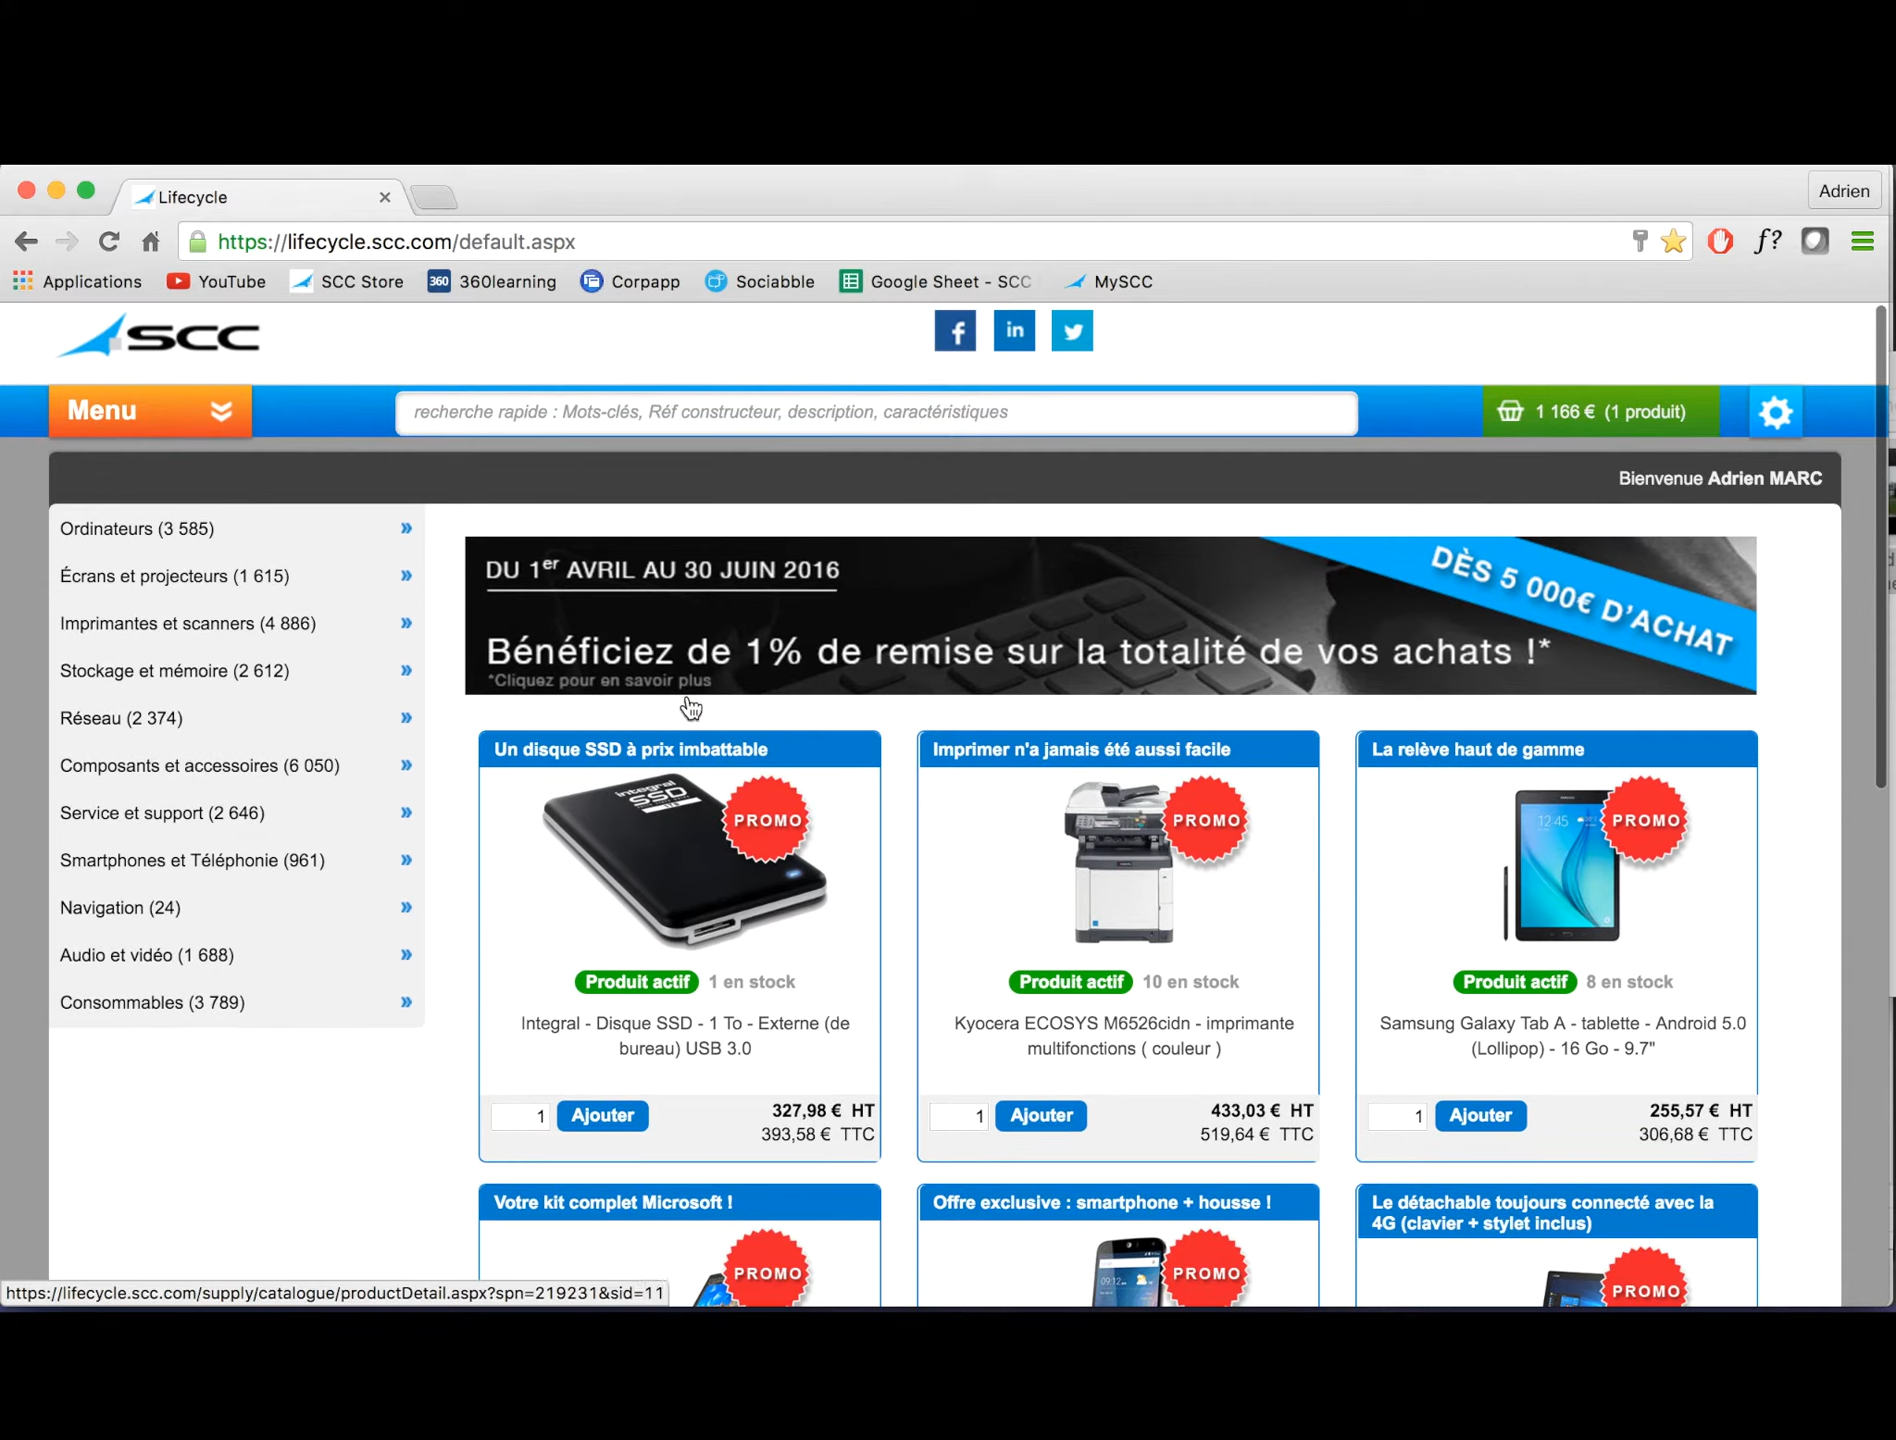 Lifecycle
Adrien
https://lifecycle.scc.com/default.aspx
f?
Applications
YouTube
SCC Store
360 360learning
Corpapp
Sociabble
Google Sheet - SCC
MySCC
SCC
f in
Menu
recherche rapide : Mots-clés, Réf constructeur, description, caractéristiques
1 166 € (1 produit)
Bienvenue Adrien MARC
Ordinateurs (3 585)
Écrans et projecteurs (1 615)
Imprimantes et scanners (4 886)
Stockage et mémoire (2 612)
Réseau (2 374)
Composants et accessoires (6 050)
Service et support (2 646)
Smartphones et Téléphonie (961)
Navigation (24)
Audio et vidéo (1 688)
Consommables (3 789)
DU 1er AVRIL AU 30 JUIN 2016
DÈS 5 000€ D'ACHAT
Bénéficiez de 1% de remise sur la totalité de vos achats !*
*Cliquez pour en savoir plus
Un disque SSD à prix imbattable
integral
SSD
PROMO
Produit actif 1 en stock
Integral - Disque SSD - 1 To - Externe (de
bureau) USB 3.0
1 Ajouter
327,98 € HT
393,58 € TTC
Imprimer n'a jamais été aussi facile
PROMO
Produit actif 10 en stock
Kyocera ECOSYS M6526cidn - imprimante
multifonctions ( couleur )
1 Ajouter
433,03 € HT
519,64 € TTC
La relève haut de gamme
12:45
PROMO
Produit actif 8 en stock
Samsung Galaxy Tab A - tablette - Android 5.0
(Lollipop) - 16 Go - 9.7"
1 Ajouter
255,57 € HT
306,68 € TTC
Votre kit complet Microsoft !
PROMO
Offre exclusive : smartphone + housse !
09:12
PROMO
Le détachable toujours connecté avec la
4G (clavier + stylet inclus)
PROMO
https://lifecycle.scc.com/supply/catalogue/productDetail.aspx?spn=219231&sid=11